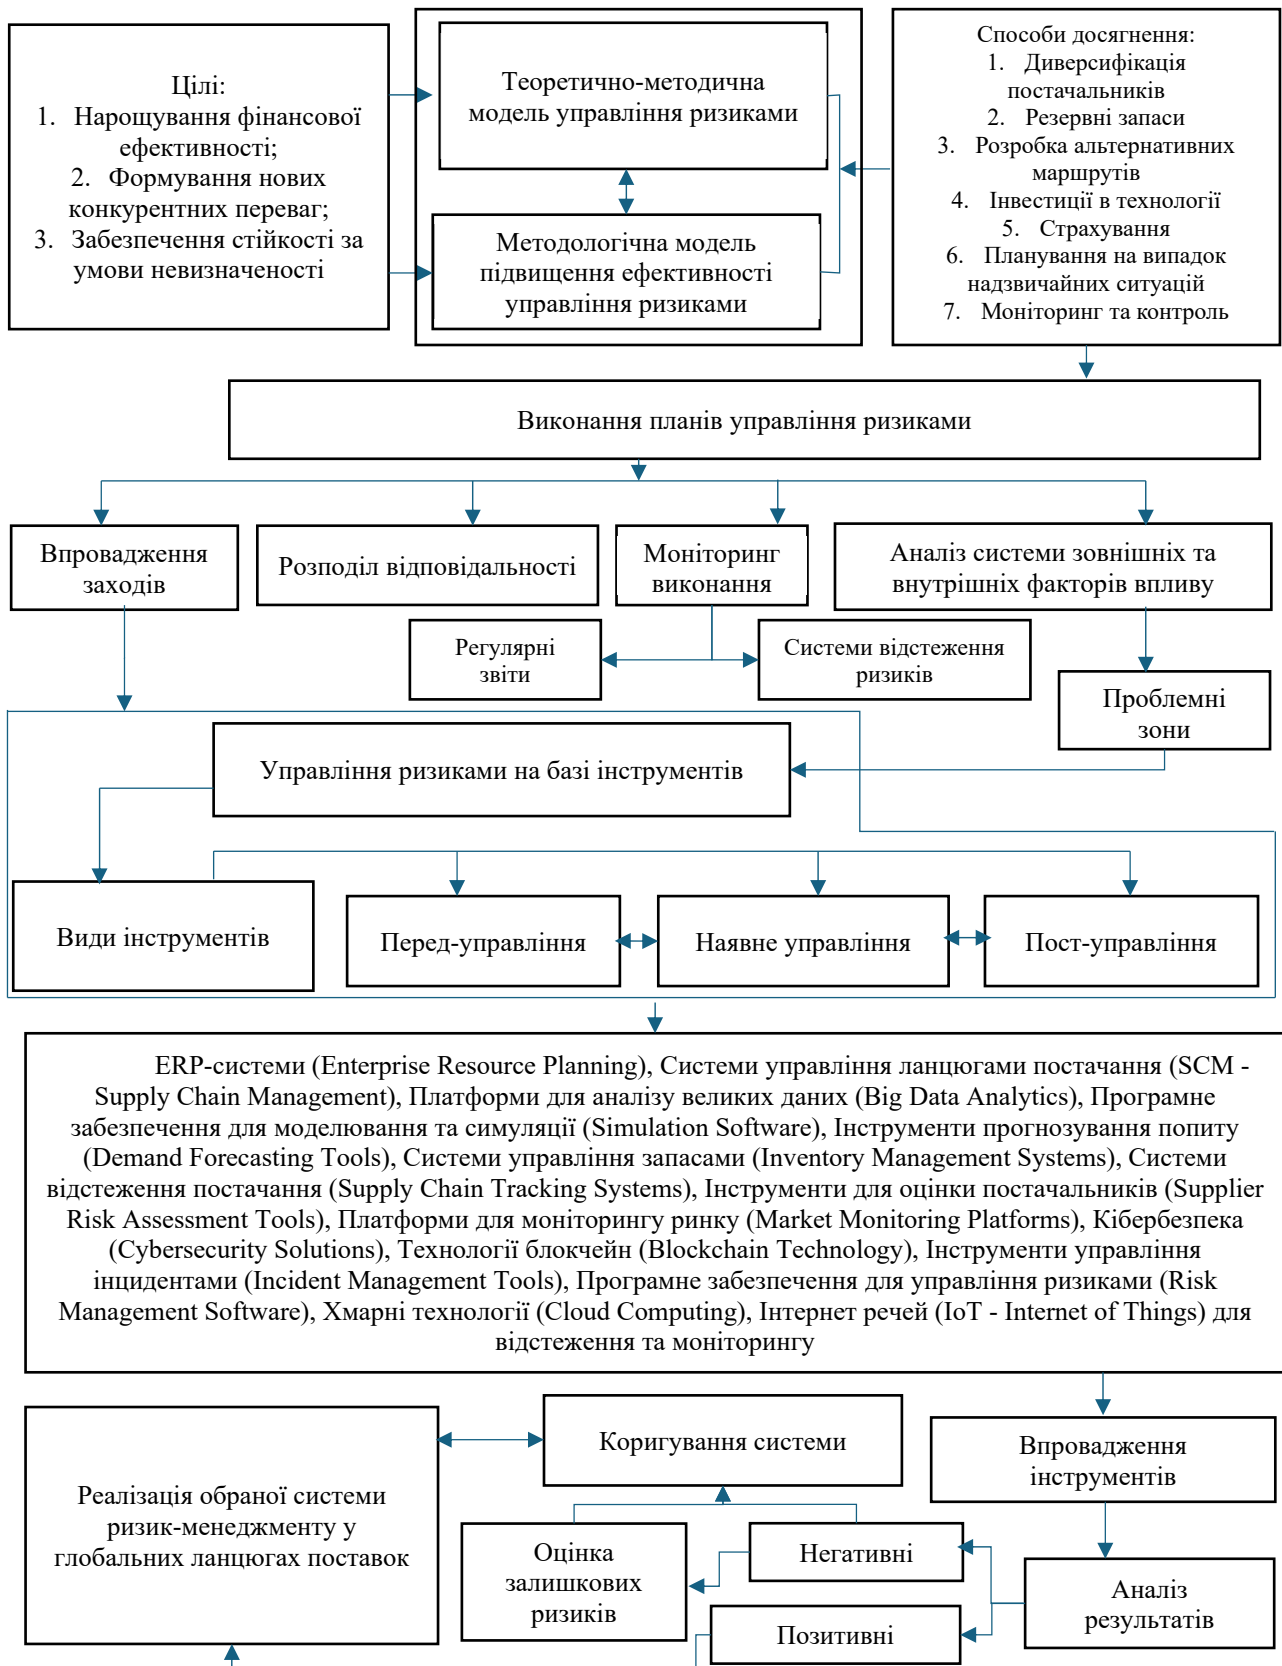 Цілі:
1. Нарощування фінансової
ефективності;
2. Формування нових
конкурентних переваг;
3. Забезпечення стійкості за
умови невизначеності
Теоретично-методична
модель управління ризиками
Методологічна модель
підвищення ефективності
управління ризиками
Способи досягнення:
1. Диверсифікація
постачальників
2. Резервні запаси
3. Розробка альтернативних
маршрутів
4. Інвестиції в технології
5. Страхування
6. Планування на випадок
надзвичайних ситуацій
7. Моніторинг та контроль
Виконання планів управління ризиками
Впровадження
заходів
Розподіл відповідальності
Моніторинг
виконання
Аналіз системи зовнішніх та
внутрішніх факторів впливу
Регулярні
звіти
Системи відстеження
ризиків
Проблемні
зони
Управління ризиками на базі інструментів
Види інструментів
Перед-управління
Наявне управління
Пост-управління
ERP-системи (Enterprise Resource Planning), Системи управління ланцюгами постачання (SCM -
Supply Chain Management), Платформи для аналізу великих даних (Big Data Analytics), Програмне
забезпечення для моделювання та симуляції (Simulation Software), Інструменти прогнозування попиту
(Demand Forecasting Tools), Системи управління запасами (Inventory Management Systems), Системи
відстеження постачання (Supply Chain Tracking Systems), Інструменти для оцінки постачальників (Supplier
Risk Assessment Tools), Платформи для моніторингу ринку (Market Monitoring Platforms), Кібербезпека
(Cybersecurity Solutions), Технології блокчейн (Blockchain Technology), Інструменти управління
інцидентами (Incident Management Tools), Програмне забезпечення для управління ризиками (Risk
Management Software), Хмарні технології (Cloud Computing), Інтернет речей (IoT - Internet of Things) для
відстеження та моніторингу
Реалізація обраної системи
ризик-менеджменту у
глобальних ланцюгах поставок
Коригування системи
Впровадження
інструментів
Оцінка
залишкових
ризиків
Негативні
Позитивні
Аналіз
результатів